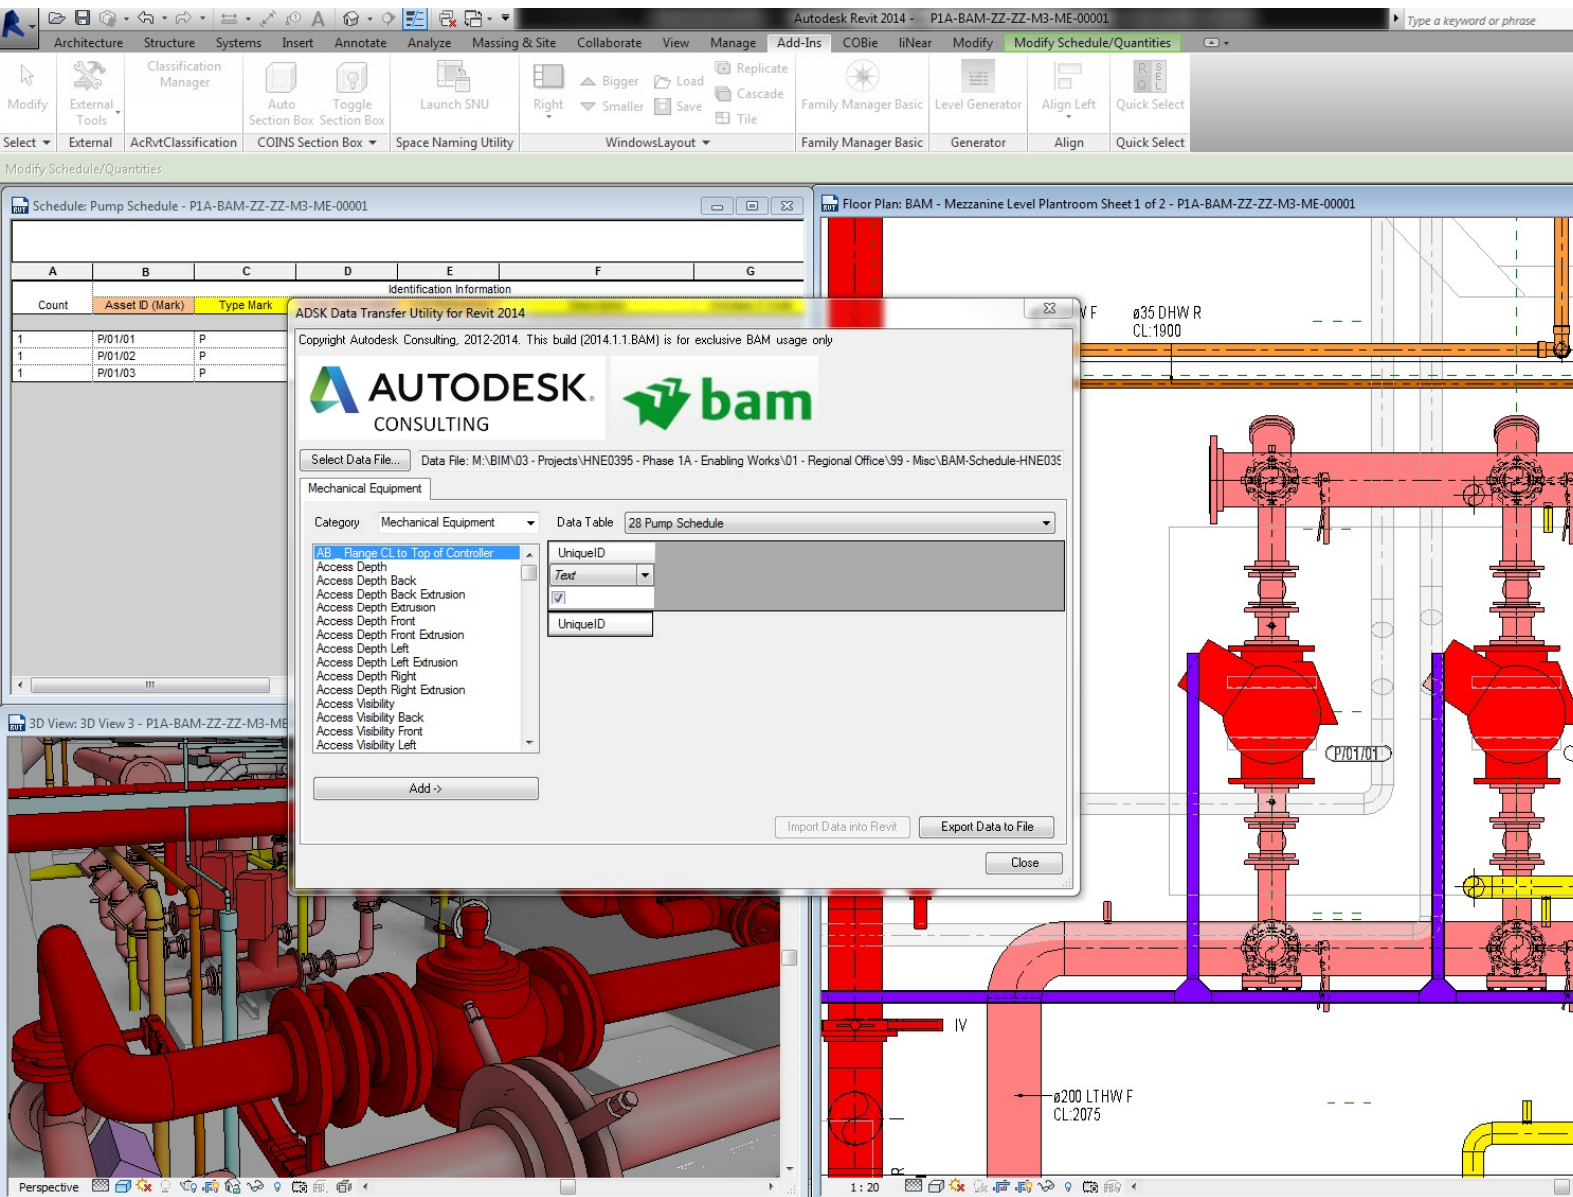 Autodesk Revit 2014 - P1A-BAM-ZZ-ZZ-M3-ME-00001
Type a keyword or phrase
Architecture Structure Systems Insert Annotate Analyze Massing & Site Collaborate View Manage Add-Ins COBie liNear Modify Modify Schedule/Quantities
Modify
External Tools
Classification Manager
Auto Section Box
Toggle Section Box
Launch SNU
Right
Bigger
Smaller
Load
Save
Replicate
Cascade
Tile
Family Manager Basic
Level Generator
Align Left
Quick Select
Select External AcRvtClassification COINS Section Box Space Naming Utility WindowsLayout Family Manager Basic Generator Align Quick Select
Modify Schedule/Quantities
Schedule: Pump Schedule - P1A-BAM-ZZ-ZZ-M3-ME-00001
A B C D E F G
Identification Information
Count Asset ID (Mark) Type Mark
1 P/01/01 P
1 P/01/02 P
1 P/01/03 P
ADSK Data Transfer Utility for Revit 2014
Copyright Autodesk Consulting, 2012-2014. This build (2014.1.1.BAM) is for exclusive BAM usage only
AUTODESK.
CONSULTING
bam
Select Data File...
Data File: M:\BIM\03 - Projects\HNE0395 - Phase 1A - Enabling Works\01 - Regional Office\99 - Misc\BAM-Schedule-HNE039
Mechanical Equipment
Category Mechanical Equipment
Data Table 28 Pump Schedule
AB _ Flange CL to Top of Controller
Access Depth
Access Depth Back
Access Depth Back Extrusion
Access Depth Extrusion
Access Depth Front
Access Depth Front Extrusion
Access Depth Left
Access Depth Left Extrusion
Access Depth Right
Access Depth Right Extrusion
Access Visibility
Access Visibility Back
Access Visibility Front
Access Visibility Left
UniqueID
Text
UniqueID
Add ->
Import Data into Revit
Export Data to File
Close
3D View: 3D View 3 - P1A-BAM-ZZ-ZZ-M3-ME
Perspective
Floor Plan: BAM - Mezzanine Level Plantroom Sheet 1 of 2 - P1A-BAM-ZZ-ZZ-M3-ME-00001
F
ø35 DHW R
CL:1900
P/01/01
IV
ø200 LTHW F
CL:2075
R
1 : 20